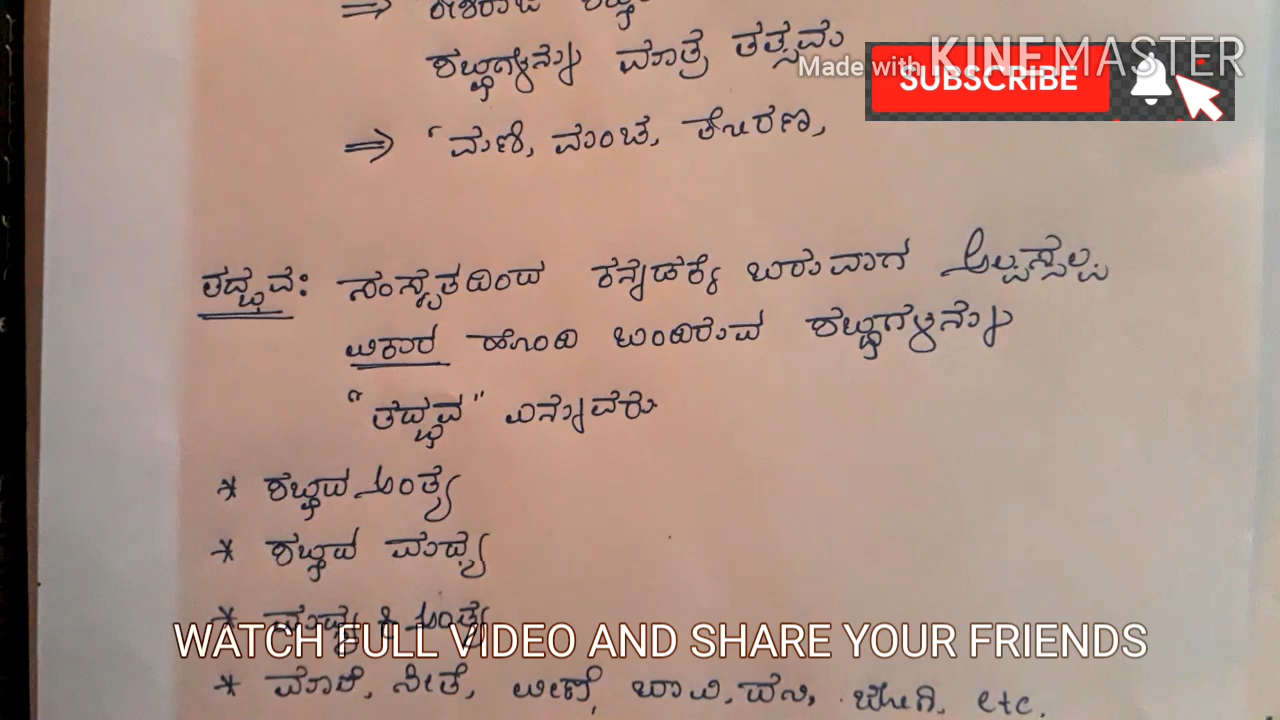 ⇒ ಕೇಶಿರಾಜ
ಶಬ್ದಗಳನ್ನು ಮಾತ್ರ ತತ್ಸಮ
Made with KINEMASTER
SUBSCRIBE
⇒ "ಮಣಿ, ಮಂಚ, ತೋರಣ,
ತದ್ಭವ: ಸಂಸ್ಕೃತದಿಂದ ಕನ್ನಡಕ್ಕೆ ಬರುವಾಗ ಅಲ್ಪಸ್ವಲ್ಪ
ವಿಕಾರ ಹೊಂದಿ ಬಂದಿರುವ ಶಬ್ದಗಳನ್ನು
"ತದ್ಭವ" ಎನ್ನುವರು
* ಶಬ್ದದ ಅಂತ್ಯ
* ಶಬ್ದದ ಮಧ್ಯ
* ಮಧ್ಯ & ಅಂತ್ಯ
WATCH FULL VIDEO AND SHARE YOUR FRIENDS
* ಮಾಲೆ, ಸೀತೆ, ವೀಣೆ, ಬಾವಿ, ದನಿ, ಜೋಗಿ, etc.